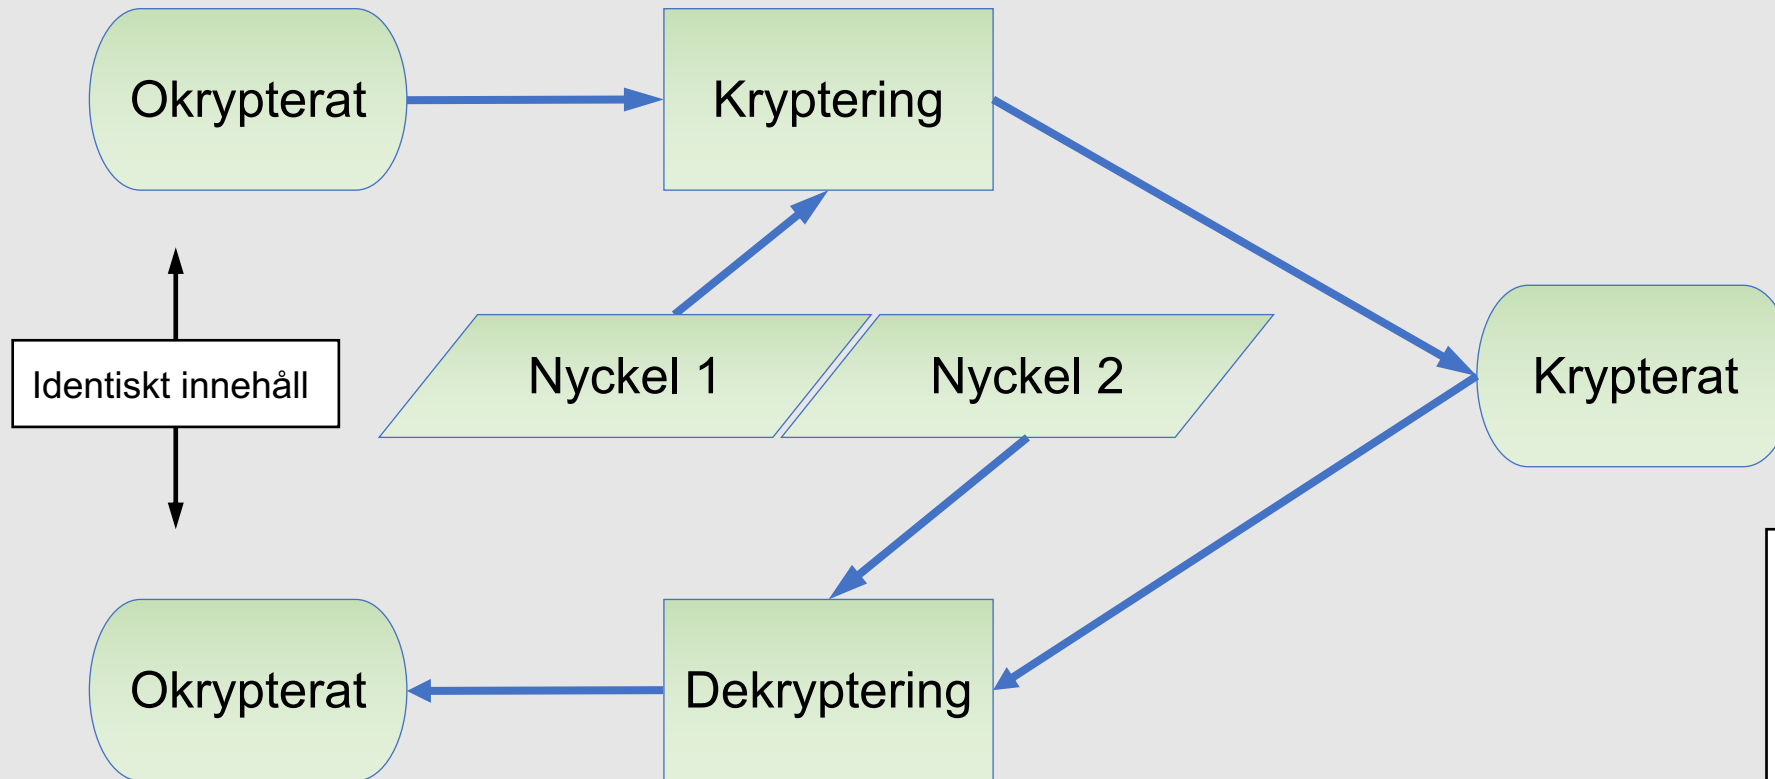 Okrypterat
Kryptering
Identiskt innehåll
Nyckel 1
Nyckel 2
Krypterat
Okrypterat
Dekryptering